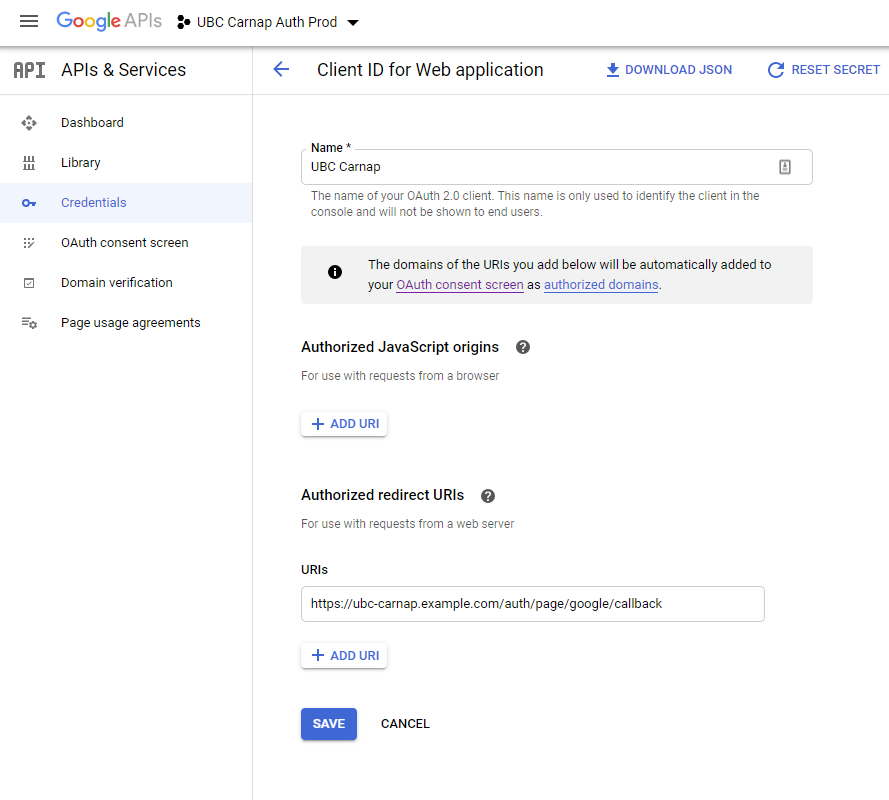 Google APIs UBC Carnap Auth Prod
API APIs & Services
Client ID for Web application DOWNLOAD JSON RESET SECRET
Dashboard
Library
Credentials
OAuth consent screen
Domain verification
Page usage agreements
Name *
UBC Carnap
The name of your OAuth 2.0 client. This name is only used to identify the client in the
console and will not be shown to end users.
The domains of the URIs you add below will be automatically added to
your OAuth consent screen as authorized domains.
Authorized JavaScript origins
For use with requests from a browser
ADD URI
Authorized redirect URIs
For use with requests from a web server
URIs
https://ubc-carnap.example.com/auth/page/google/callback
ADD URI
SAVE CANCEL